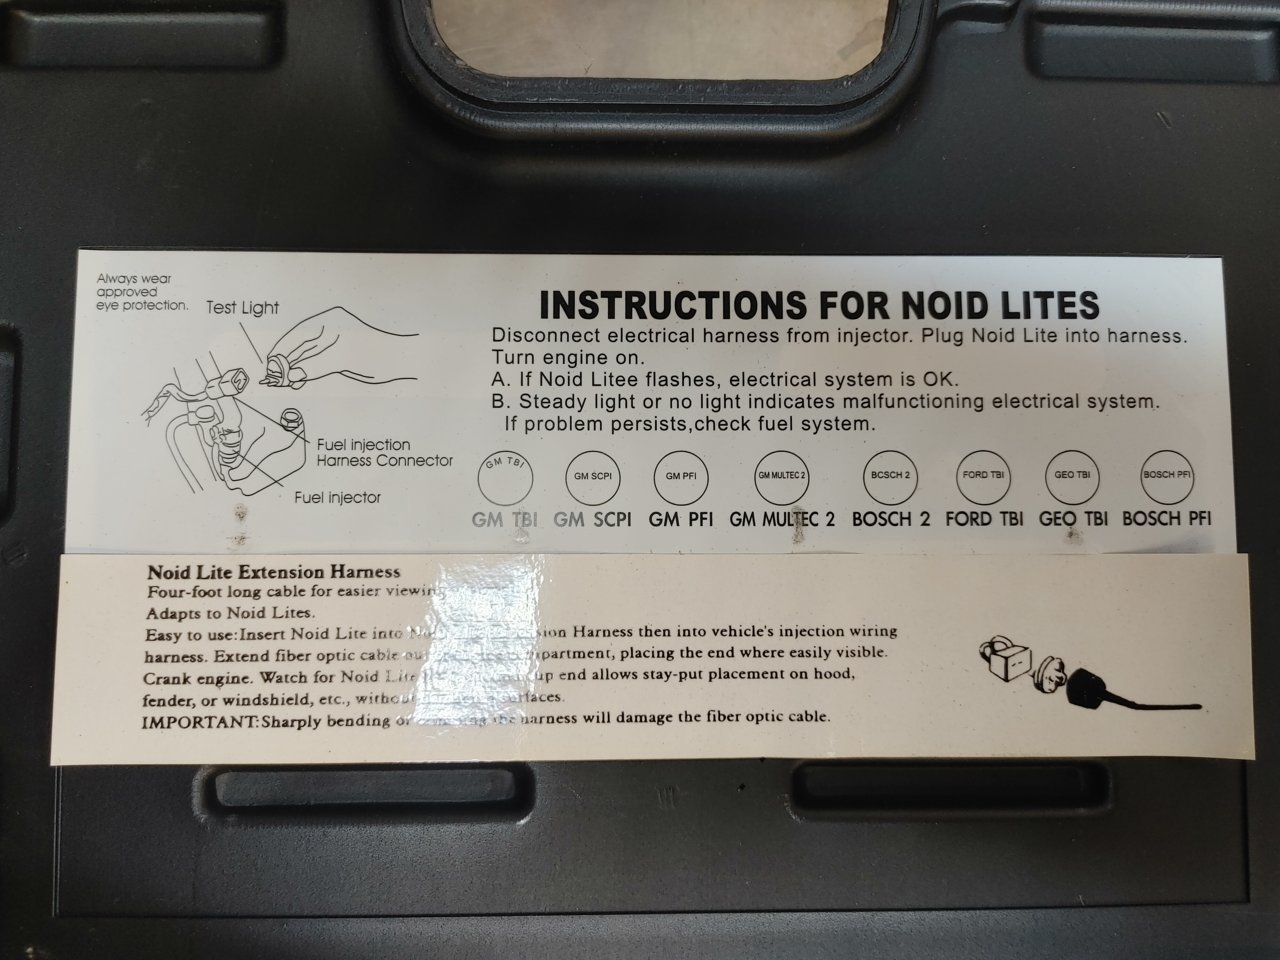 Always wear
approved
eye protection.
Test Light
Fuel injection
Harness Connector
Fuel injector
INSTRUCTIONS FOR NOID LITES
Disconnect electrical harness from injector. Plug Noid Lite into harness.
Turn engine on.
A. If Noid Litee flashes, electrical system is OK.
B. Steady light or no light indicates malfunctioning electrical system.
If problem persists,check fuel system.
GM TBI GM SCPI GM PFI GM MULTEC 2 BCSCH 2 FORD TBI GEO TBI BOSCH PFI
GM TBI GM SCPI GM PFI GM MULTEC 2 BOSCH 2 FORD TBI GEO TBI BOSCH PFI
Noid Lite Extension Harness
Four-foot long cable for easier viewing
Adapts to Noid Lites.
Easy to use:Insert Noid Lite into Harness then into vehicle's injection wiring
harness. Extend fiber optic cable placing the end where easily visible.
Crank engine. Watch for Noid end allows stay-put placement on hood,
fender, or windshield, etc., without
IMPORTANT:Sharply bending or the harness will damage the fiber optic cable.